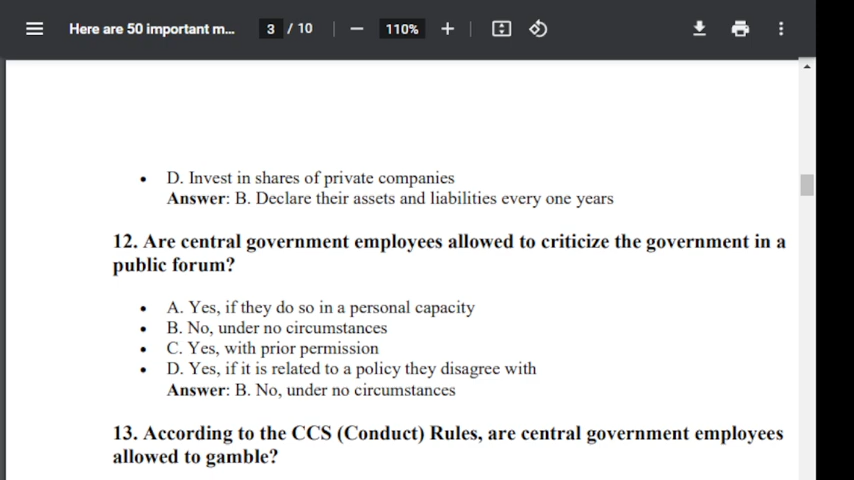 Here are 50 important m... 3 / 10 110%
• D. Invest in shares of private companies
Answer: B. Declare their assets and liabilities every one years
12. Are central government employees allowed to criticize the government in a
public forum?
• A. Yes, if they do so in a personal capacity
• B. No, under no circumstances
• C. Yes, with prior permission
• D. Yes, if it is related to a policy they disagree with
Answer: B. No, under no circumstances
13. According to the CCS (Conduct) Rules, are central government employees
allowed to gamble?